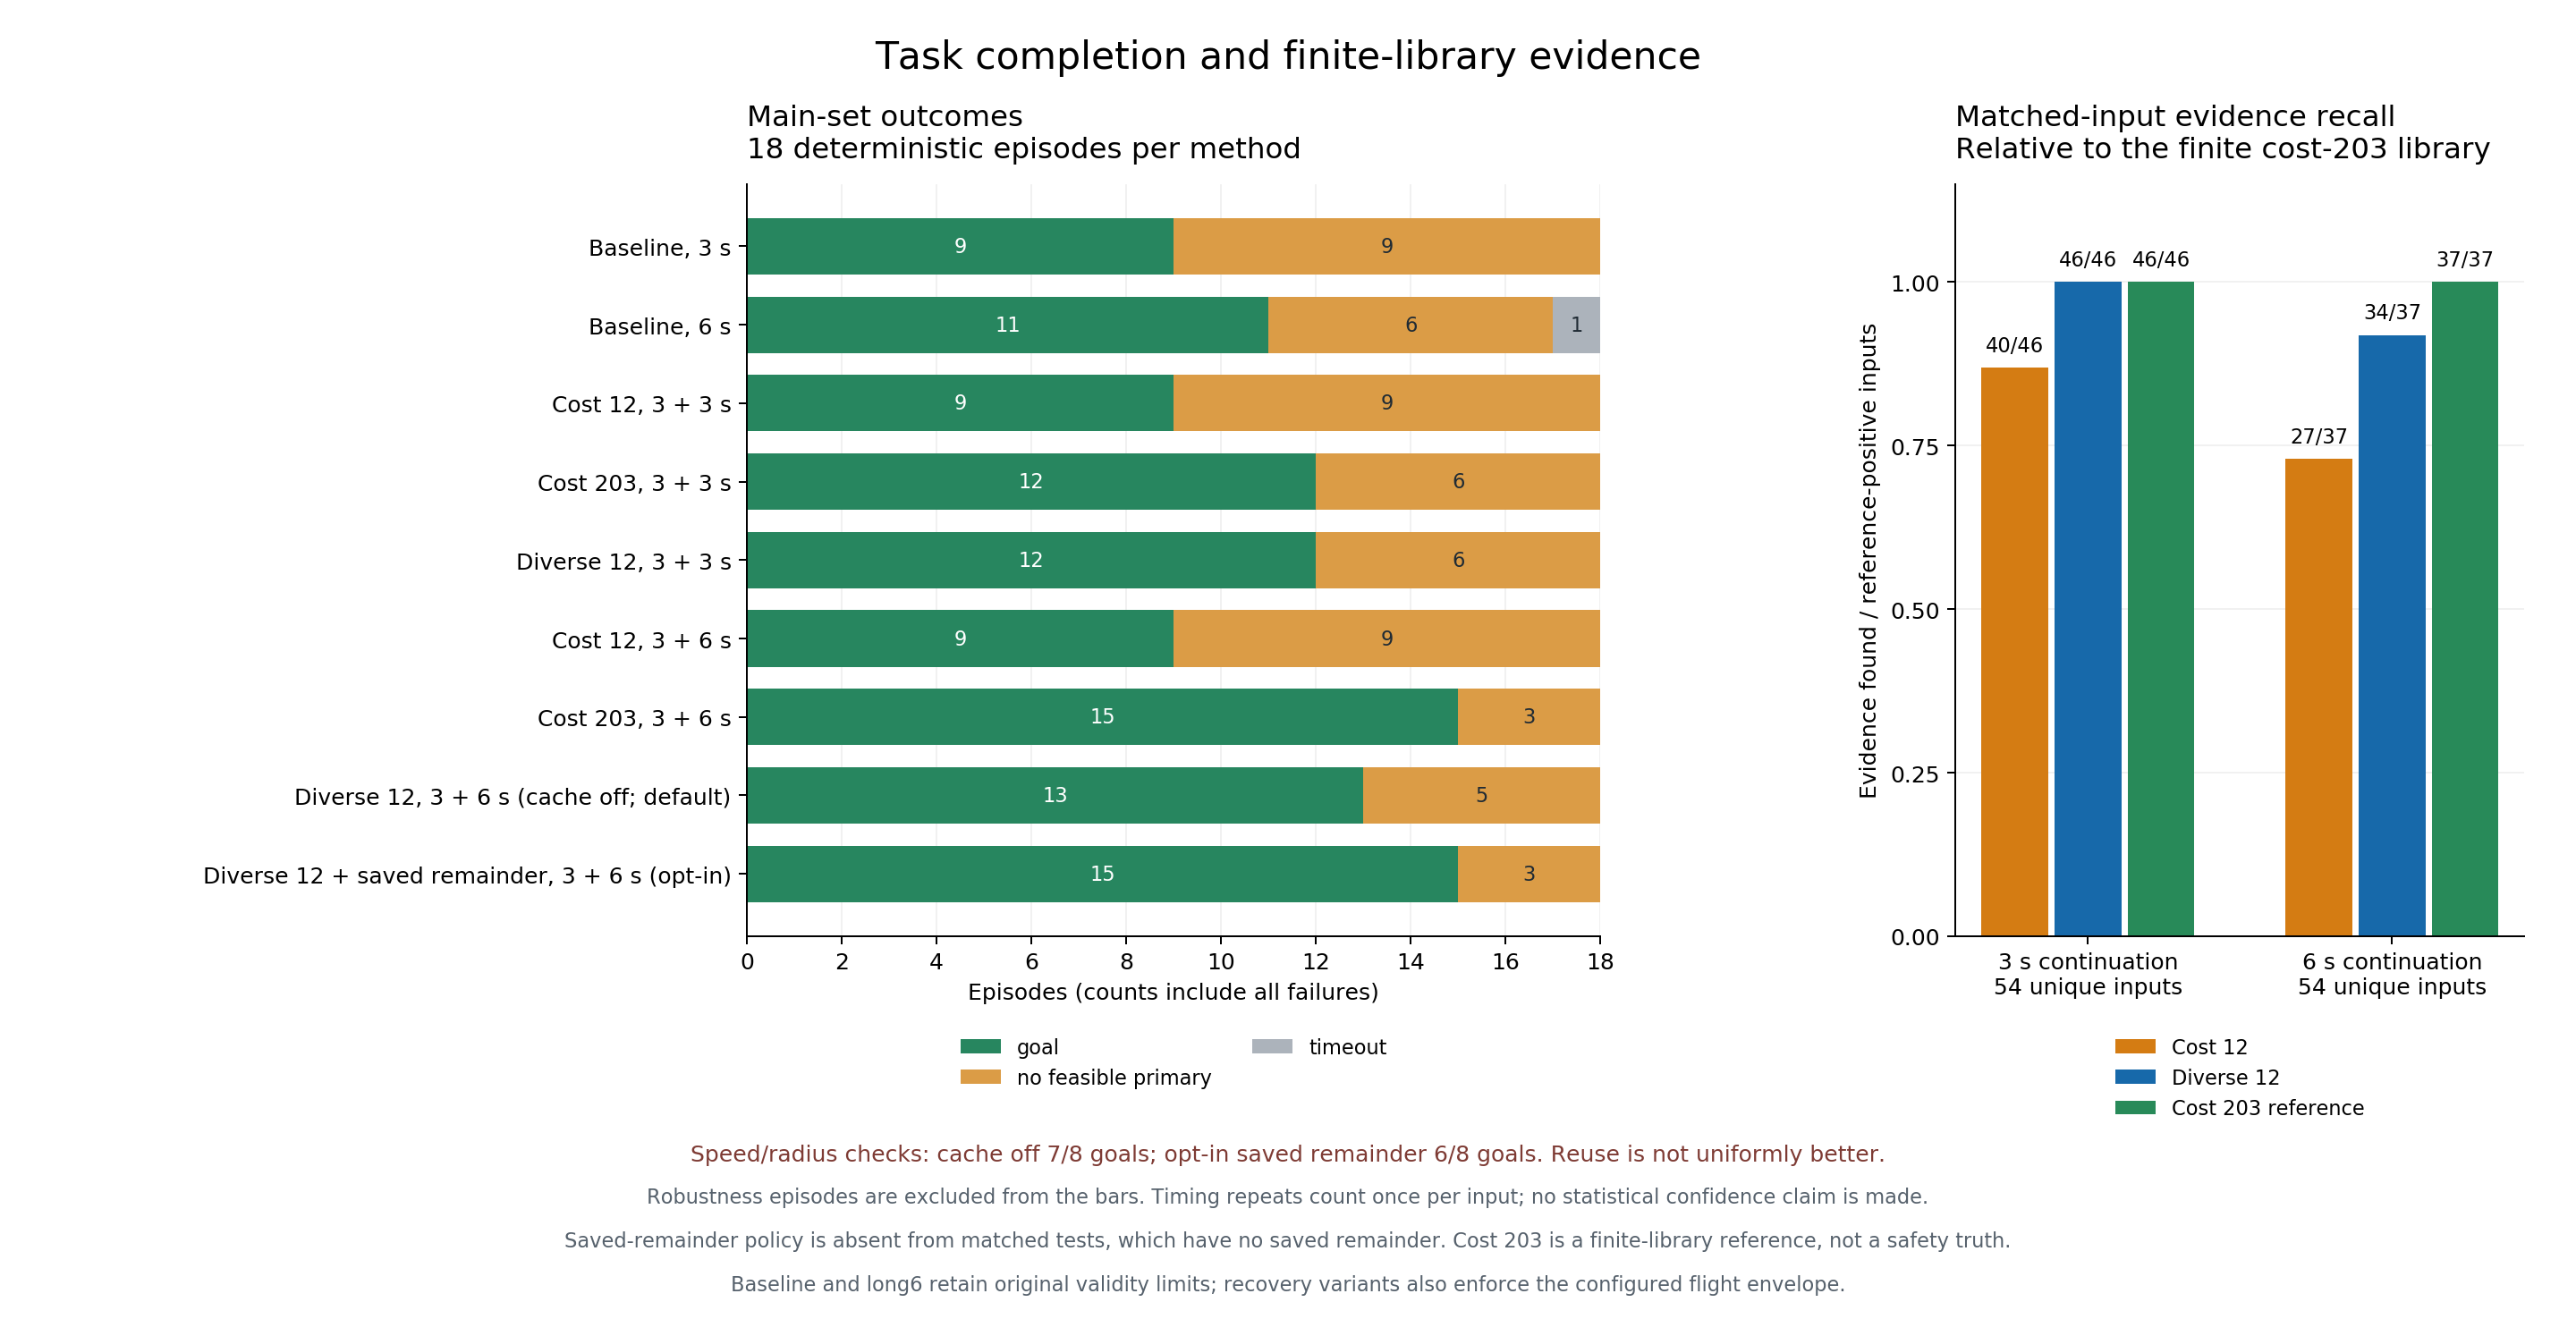 Task completion and finite-library evidence
Main-set outcomes
18 deterministic episodes per method
Baseline, 3 s
9
9
Baseline, 6 s
11
6
1
Cost 12, 3 + 3 s
9
9
Cost 203, 3 + 3 s
12
6
Diverse 12, 3 + 3 s
12
6
Cost 12, 3 + 6 s
9
9
Cost 203, 3 + 6 s
15
3
Diverse 12, 3 + 6 s (cache off; default)
13
5
Diverse 12 + saved remainder, 3 + 6 s (opt-in)
15
3
0 2 4 6 8 10 12 14 16 18
Episodes (counts include all failures)
goal
no feasible primary
timeout
Matched-input evidence recall
Relative to the finite cost-203 library
Evidence found / reference-positive inputs
1.00
0.75
0.50
0.25
0.00
40/46
46/46
46/46
27/37
34/37
37/37
3 s continuation
54 unique inputs
6 s continuation
54 unique inputs
Cost 12
Diverse 12
Cost 203 reference
Speed/radius checks: cache off 7/8 goals; opt-in saved remainder 6/8 goals. Reuse is not uniformly better.
Robustness episodes are excluded from the bars. Timing repeats count once per input; no statistical confidence claim is made.
Saved-remainder policy is absent from matched tests, which have no saved remainder. Cost 203 is a finite-library reference, not a safety truth.
Baseline and long6 retain original validity limits; recovery variants also enforce the configured flight envelope.